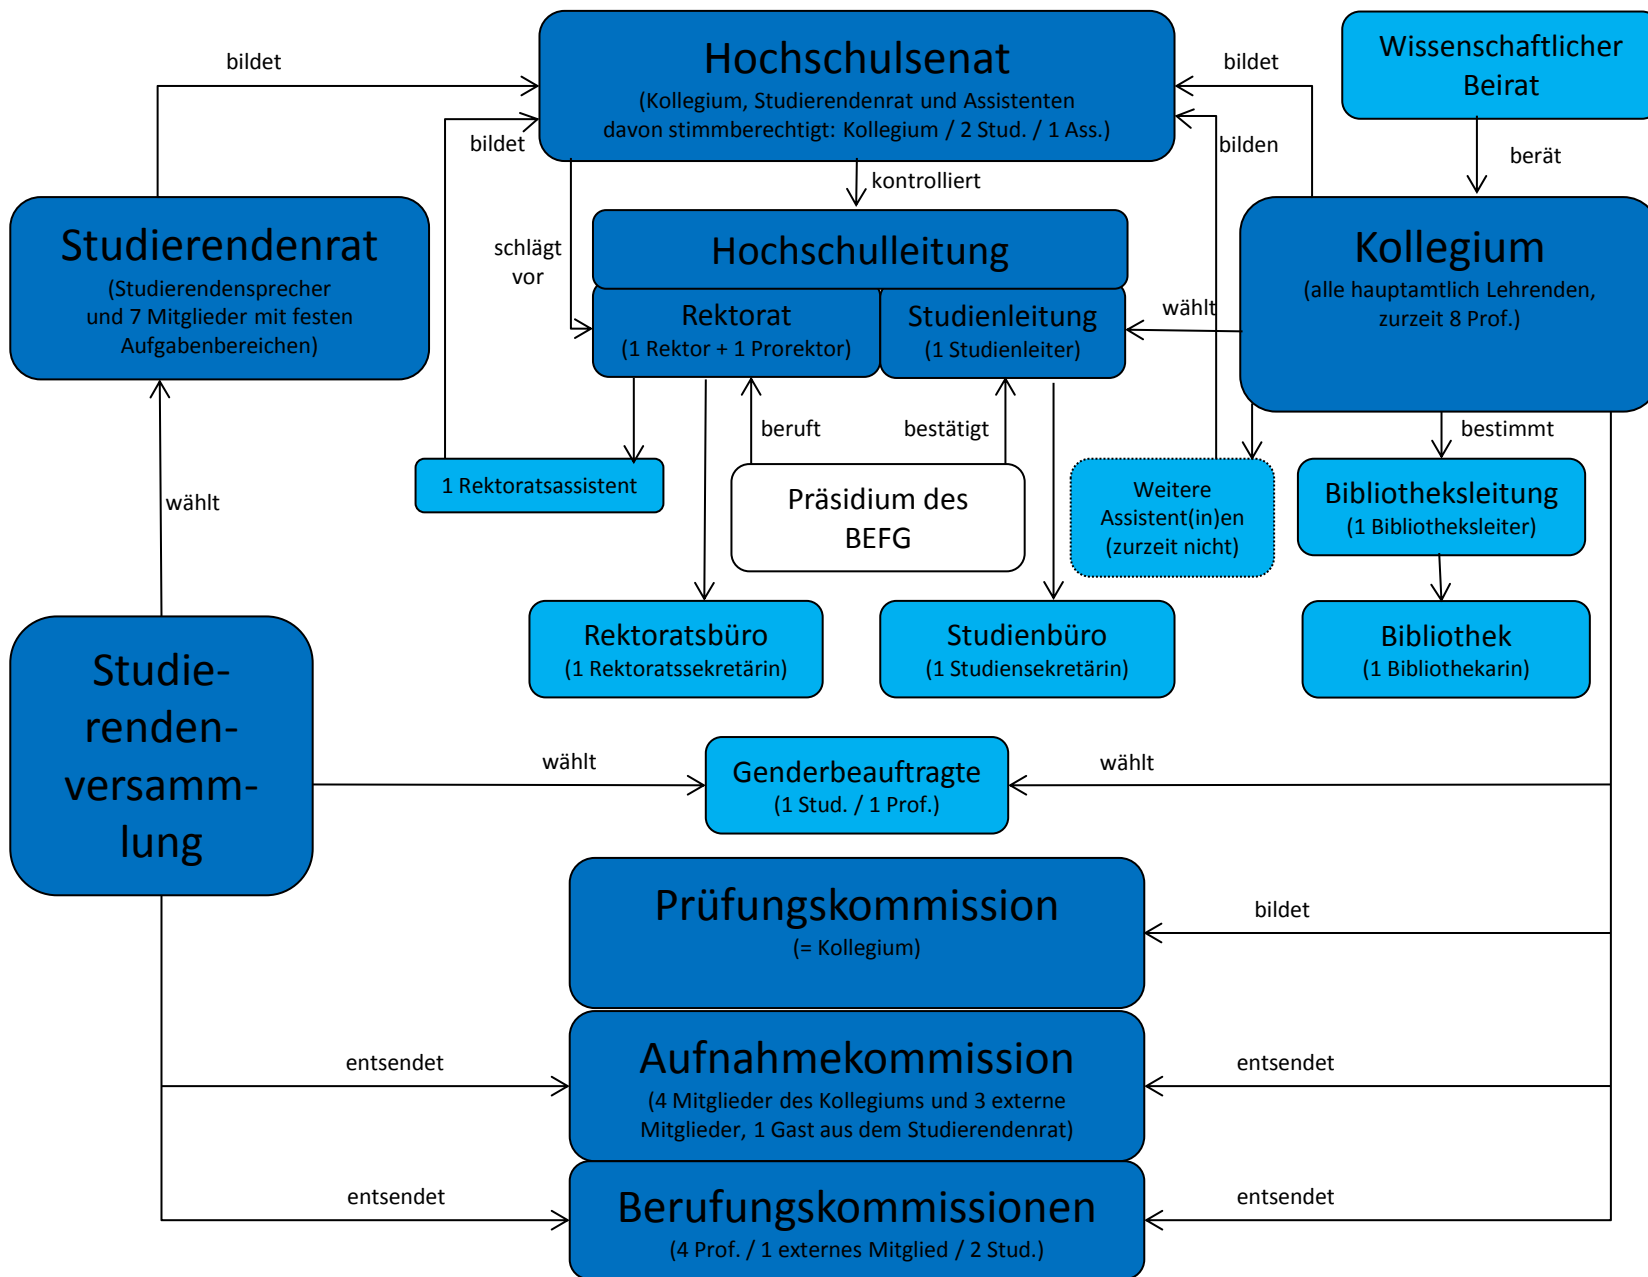 bildet
Hochschulsenat
(Kollegium, Studierendenrat und Assistenten
davon stimmberechtigt: Kollegium / 2 Stud. / 1 Ass.)
bildet
Wissenschaftlicher
Beirat
bildet
bilden
berät
kontrolliert
Studierendenrat
(Studierendensprecher
und 7 Mitglieder mit festen
Aufgabenbereichen)
schlägt
vor
Hochschulleitung
Rektorat
(1 Rektor + 1 Prorektor)
Studienleitung
(1 Studienleiter)
wählt
Kollegium
(alle hauptamtlich Lehrenden,
zurzeit 8 Prof.)
beruft
bestätigt
bestimmt
wählt
1 Rektoratsassistent
Präsidium des
BEFG
Weitere
Assistent(in)en
(zurzeit nicht)
Bibliotheksleitung
(1 Bibliotheksleiter)
Studie-
renden-
versamm-
lung
Rektoratsbüro
(1 Rektoratssekretärin)
Studienbüro
(1 Studiensekretärin)
Bibliothek
(1 Bibliothekarin)
wählt
Genderbeauftragte
(1 Stud. / 1 Prof.)
wählt
Prüfungskommission
(= Kollegium)
bildet
entsendet
Aufnahmekommission
(4 Mitglieder des Kollegiums und 3 externe
Mitglieder, 1 Gast aus dem Studierendenrat)
entsendet
entsendet
Berufungskommissionen
(4 Prof. / 1 externes Mitglied / 2 Stud.)
entsendet